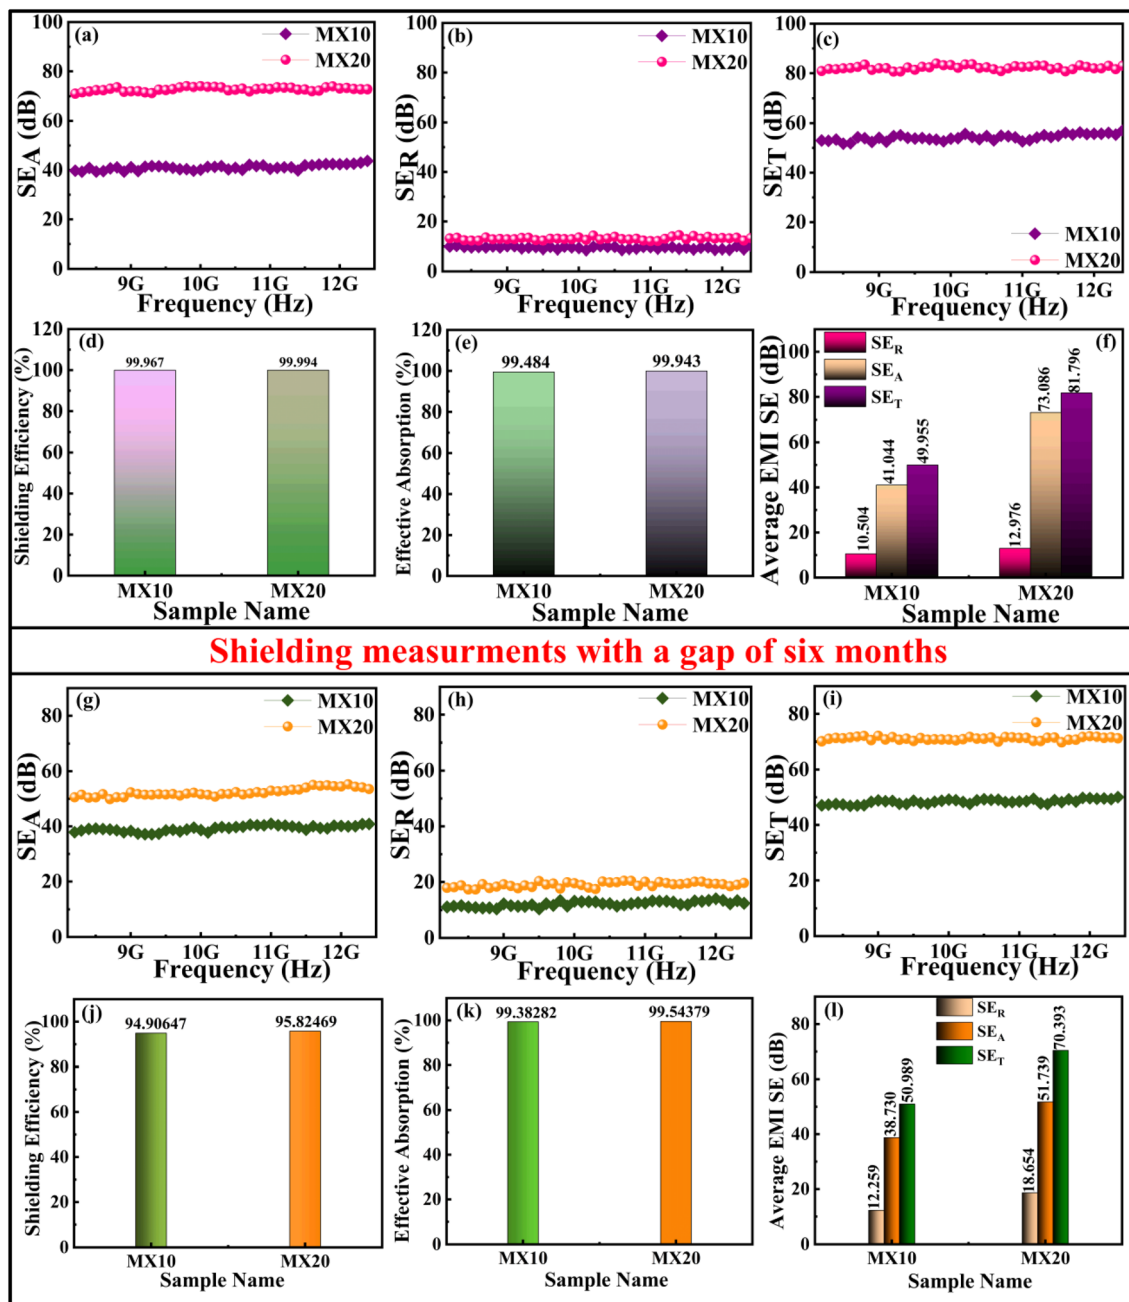 (a)
MX10
MX20
100
80
60
40
20
0
SEA (dB)
9G 10G 11G 12G
Frequency (Hz)
(b)
MX10
MX20
100
80
60
40
20
0
SER (dB)
9G 10G 11G 12G
Frequency (Hz)
(c)
100
80
60
40
20
0
SET (dB)
MX10
MX20
9G 10G 11G 12G
Frequency (Hz)
(d)
120
100
80
60
40
20
0
Shielding Efficiency (%)
99.967
99.994
MX10 MX20
Sample Name
(e)
120
100
80
60
40
20
0
Effective Absorption (%)
99.484
99.943
MX10 MX20
Sample Name
(f)
SER
SEA
SET
100
80
60
40
20
0
Average EMI SE (dB)
10.504
41.044
49.955
12.976
73.086
81.796
MX10 MX20
Sample Name
Shielding measurments with a gap of six months
(g)
MX10
MX20
80
60
40
20
0
SEA (dB)
9G 10G 11G 12G
Frequency (Hz)
(h)
MX10
MX20
80
60
40
20
0
SER (dB)
9G 10G 11G 12G
Frequency (Hz)
(i)
MX10
MX20
80
60
40
20
0
SET (dB)
9G 10G 11G 12G
Frequency (Hz)
(j)
100
80
60
40
20
0
Shielding Efficiency (%)
94.90647
95.82469
MX10 MX20
Sample Name
(k)
100
80
60
40
20
0
Effective Absorption (%)
99.38282
99.54379
MX10 MX20
Sample Name
(l)
SER
SEA
SET
80
60
40
20
0
Average EMI SE (dB)
12.259
38.730
50.989
18.654
51.739
70.393
MX10 MX20
Sample Name